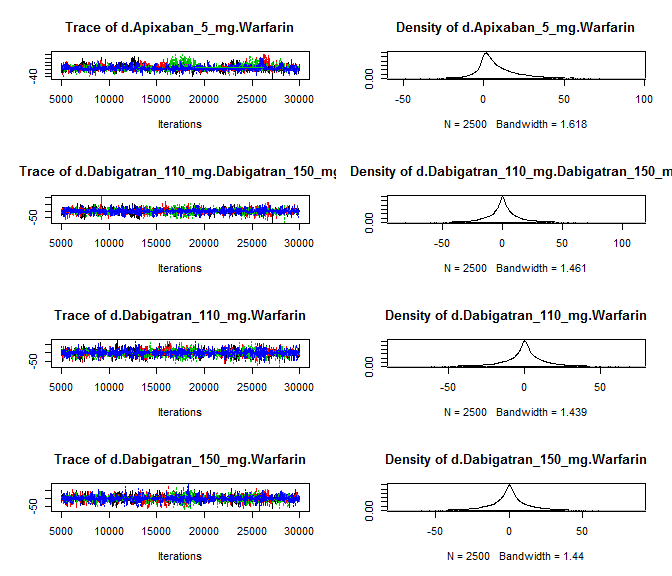 Trace of d.Apixaban_5_mg.Warfarin
-40
5000 10000 15000 20000 25000 30000
Iterations
Density of d.Apixaban_5_mg.Warfarin
0.00
-50 0 50 100
N = 2500 Bandwidth = 1.618
Trace of d.Dabigatran_110_mg.Dabigatran_150_mg
-50
5000 10000 15000 20000 25000 30000
Iterations
Density of d.Dabigatran_110_mg.Dabigatran_150_m
0.00
-50 0 50 100
N = 2500 Bandwidth = 1.461
Trace of d.Dabigatran_110_mg.Warfarin
-50
5000 10000 15000 20000 25000 30000
Iterations
Density of d.Dabigatran_110_mg.Warfarin
0.00
-50 0 50
N = 2500 Bandwidth = 1.439
Trace of d.Dabigatran_150_mg.Warfarin
-50
5000 10000 15000 20000 25000 30000
Iterations
Density of d.Dabigatran_150_mg.Warfarin
0.00
-50 0 50
N = 2500 Bandwidth = 1.44